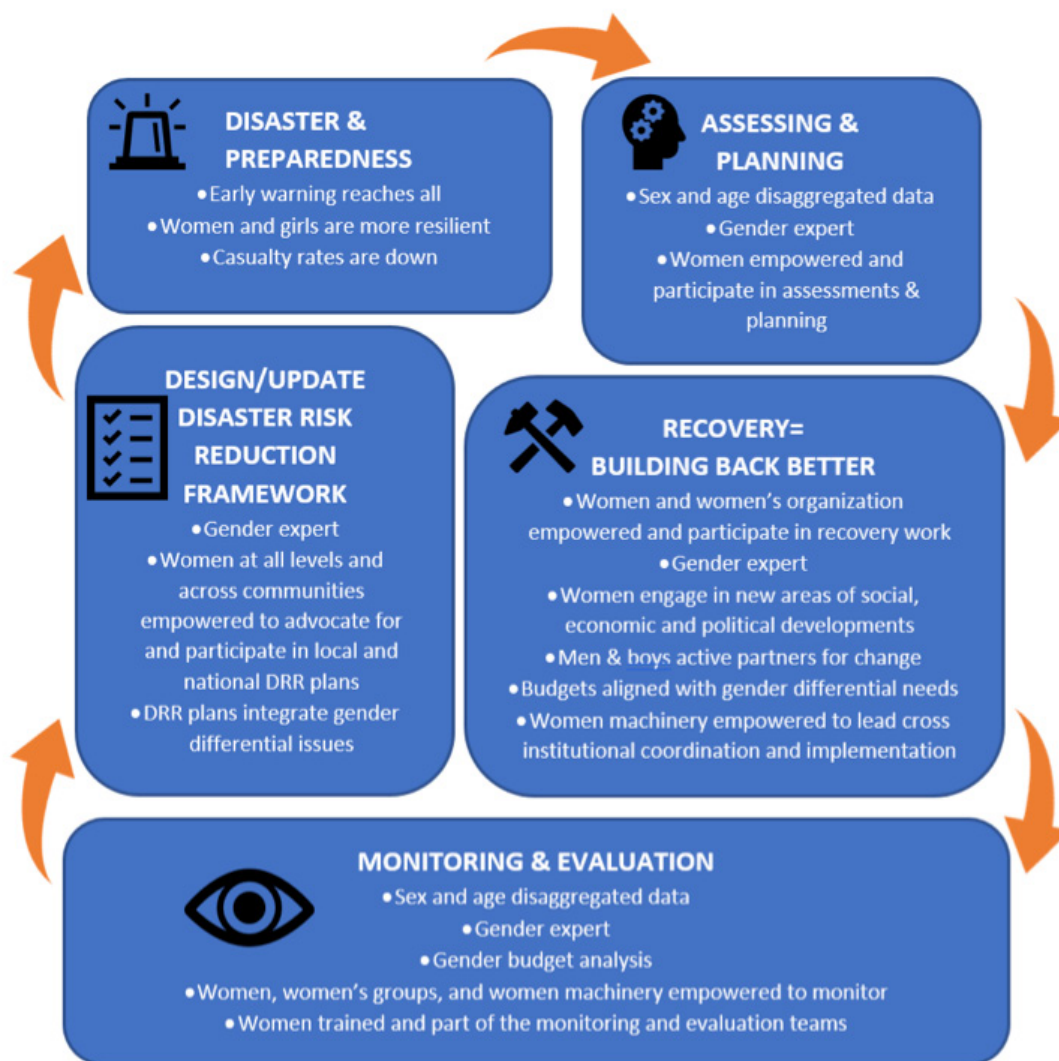 DISASTER &
PREPAREDNESS
•Early warning reaches all
•Women and girls are more resilient
•Casualty rates are down
ASSESSING &
PLANNING
•Sex and age disaggregated data
•Gender expert
•Women empowered and
participate in assessments &
planning
RECOVERY=
BUILDING BACK BETTER
•Women and women's organization
empowered and participate in recovery work
•Gender expert
•Women engage in new areas of social,
economic and political developments
•Men & boys active partners for change
•Budgets aligned with gender differential needs
•Women machinery empowered to lead cross
institutional coordination and implementation
MONITORING & EVALUATION
•Sex and age disaggregated data
•Gender expert
•Gender budget analysis
•Women, women's groups, and women machinery empowered to monitor
•Women trained and part of the monitoring and evaluation teams
DESIGN/UPDATE
DISASTER RISK
REDUCTION
FRAMEWORK
•Gender expert
•Women at all levels and
across communities
empowered to advocate for
and participate in local and
national DRR plans
•DRR plans integrate gender
differential issues